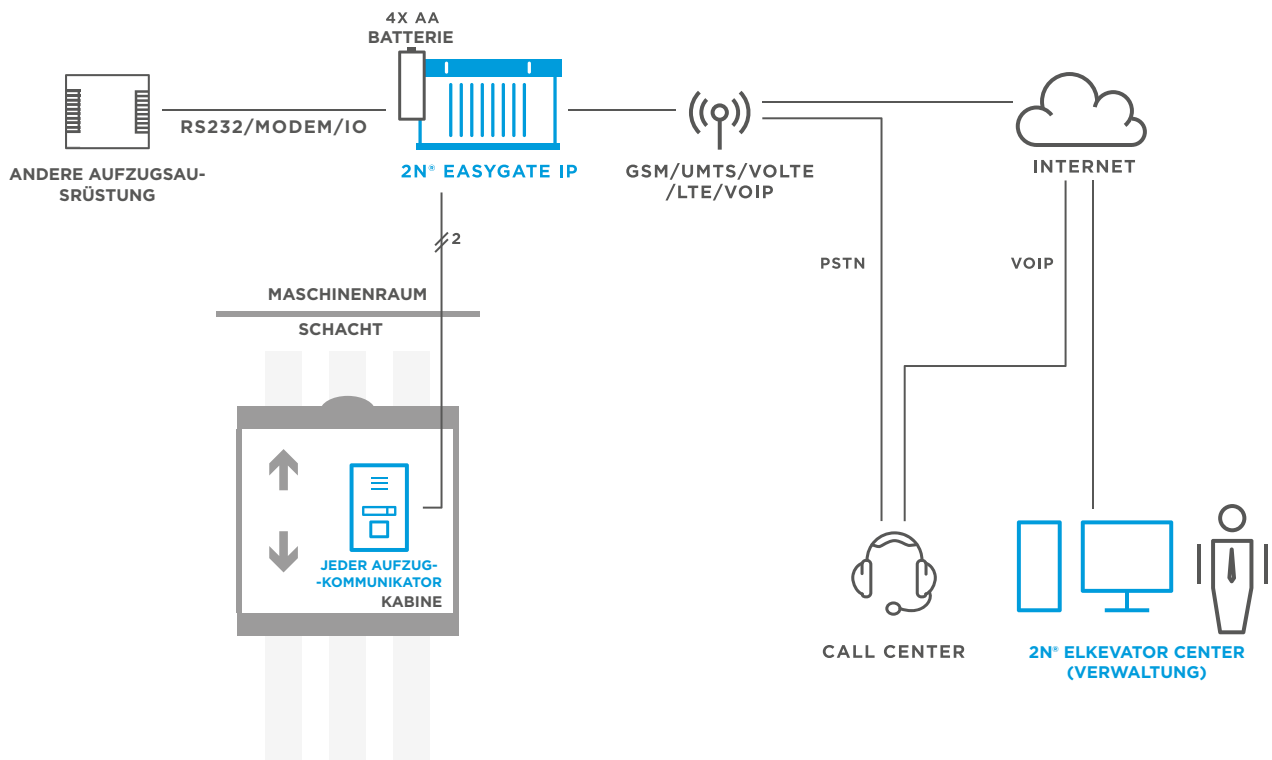 4X AA
BATTERIE
RS232/MODEM/IO
ANDERE AUFZUGSAU-
SRÜSTUNG
2N® EASYGATE IP
GSM/UMTS/VOLTE
/LTE/VOIP
INTERNET
2
PSTN
VOIP
MASCHINENRAUM
SCHACHT
JEDER AUFZUG-
-KOMMUNIKATOR
KABINE
CALL CENTER
2N® ELKEVATOR CENTER
(VERWALTUNG)